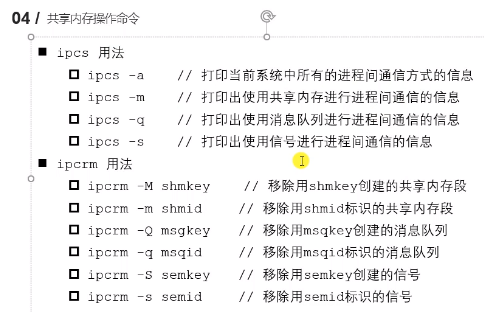 04 / 共享内存操作命令
ipcs 用法
ipcs -a // 打印当前系统中所有的进程间通信方式的信息
ipcs -m // 打印出使用共享内存进行进程间通信的信息
ipcs -q // 打印出使用消息队列进行进程间通信的信息
ipcs -s // 打印出使用信号进行进程间通信的信息
ipcrm 用法
ipcrm -M shmkey // 移除用shmkey创建的共享内存段
ipcrm -m shmid // 移除用shmid标识的共享内存段
ipcrm -Q msgkey // 移除用msqkey创建的消息队列
ipcrm -q msqid // 移除用msqid标识的消息队列
ipcrm -S semkey // 移除用semkey创建的信号
ipcrm -s semid // 移除用semid标识的信号